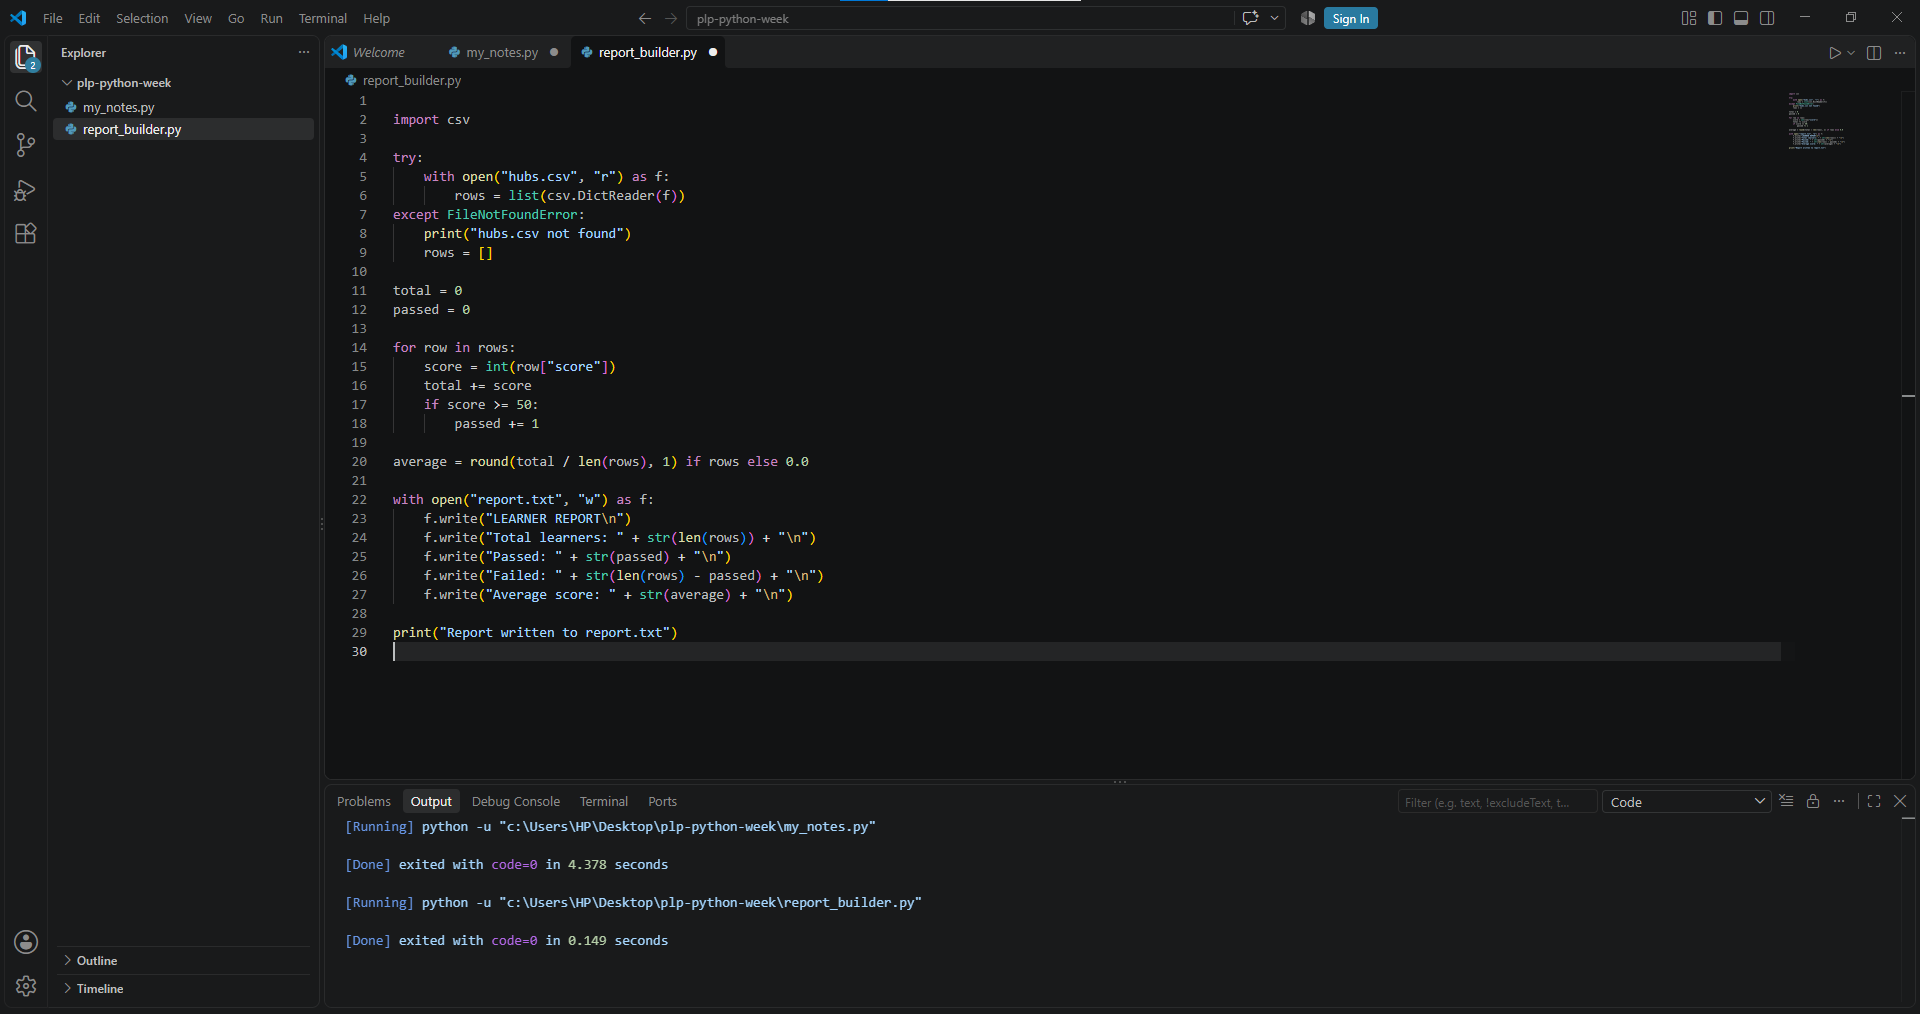 File Edit Selection View Go Run Terminal Help
plp-python-week
Sign In
Explorer
2
plp-python-week
my_notes.py
report_builder.py
Outline
Timeline
Welcome
my_notes.py
report_builder.py
report_builder.py
1
2 import csv
3
4 try:
5 with open("hubs.csv", "r") as f:
6 rows = list(csv.DictReader(f))
7 except FileNotFoundError:
8 print("hubs.csv not found")
9 rows = []
10
11 total = 0
12 passed = 0
13
14 for row in rows:
15 score = int(row["score"])
16 total += score
17 if score >= 50:
18 passed += 1
19
20 average = round(total / len(rows), 1) if rows else 0.0
21
22 with open("report.txt", "w") as f:
23 f.write("LEARNER REPORT\n")
24 f.write("Total learners: " + str(len(rows)) + "\n")
25 f.write("Passed: " + str(passed) + "\n")
26 f.write("Failed: " + str(len(rows) - passed) + "\n")
27 f.write("Average score: " + str(average) + "\n")
28
29 print("Report written to report.txt")
30
Problems Output Debug Console Terminal Ports
Filter (e.g. text, !excludeText, t...
Code
[Running] python -u "c:\Users\HP\Desktop\plp-python-week\my_notes.py"
[Done] exited with code=0 in 4.378 seconds
[Running] python -u "c:\Users\HP\Desktop\plp-python-week\report_builder.py"
[Done] exited with code=0 in 0.149 seconds